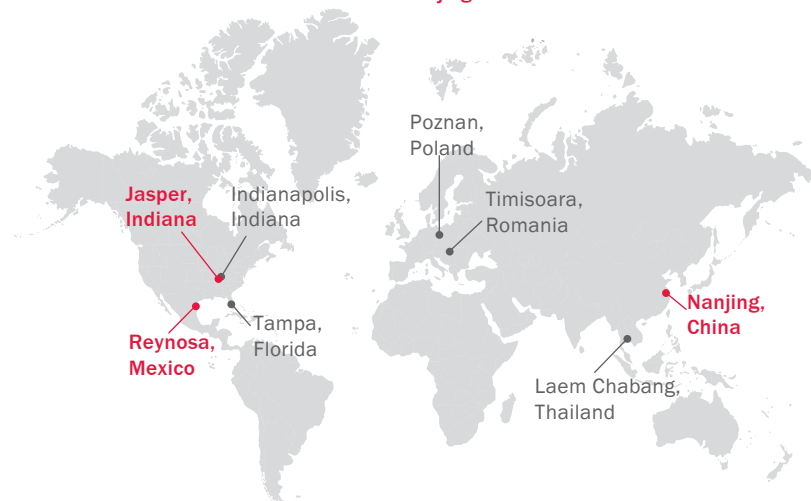 Poznan,
Poland
Jasper,
Indiana
Indianapolis,
Indiana
Timisoara,
Romania
Nanjing,
China
Tampa,
Florida
Reynosa,
Mexico
Laem Chabang,
Thailand